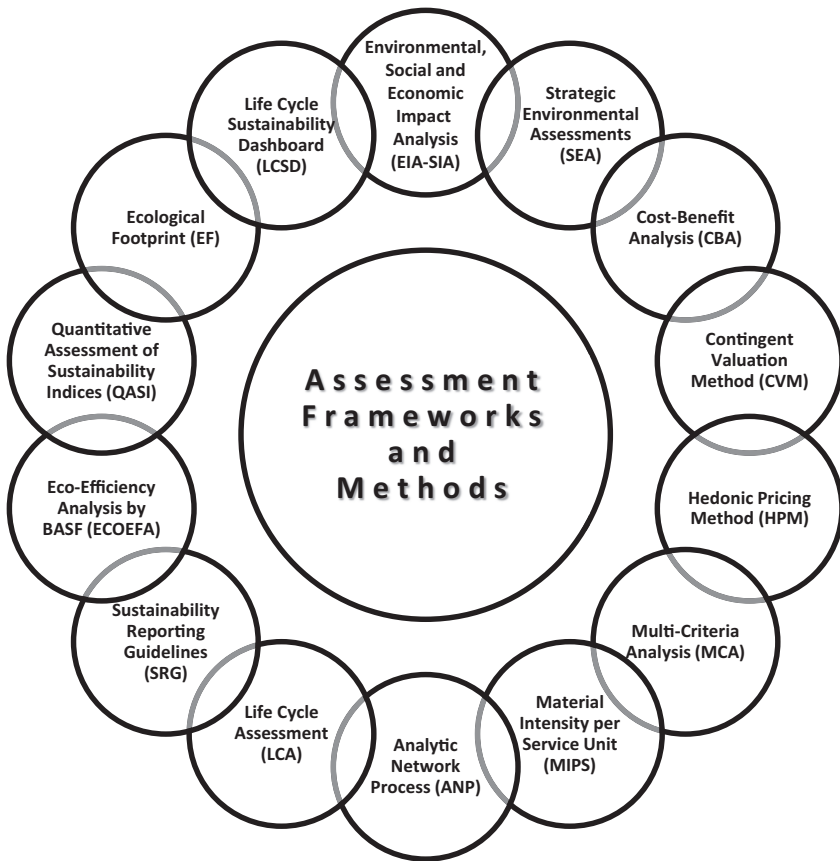 Environmental,
Social and
Economic
Impact
Analysis
(EIA-SIA)
Strategic
Environmental
Assessments
(SEA)
Cost-Benefit
Analysis (CBA)
Contingent
Valuation
Method (CVM)
Hedonic Pricing
Method (HPM)
Multi-Criteria
Analysis (MCA)
Material
Intensity per
Service Unit
(MIPS)
Analytic
Network
Process (ANP)
Life Cycle
Assessment
(LCA)
Sustainability
Reporting
Guidelines
(SRG)
Eco-Efficiency
Analysis by
BASF (ECOEFA)
Quantitative
Assessment of
Sustainability
Indices (QASI)
Ecological
Footprint (EF)
Life Cycle
Sustainability
Dashboard
(LCSD)
Assessment
Frameworks
and
Methods